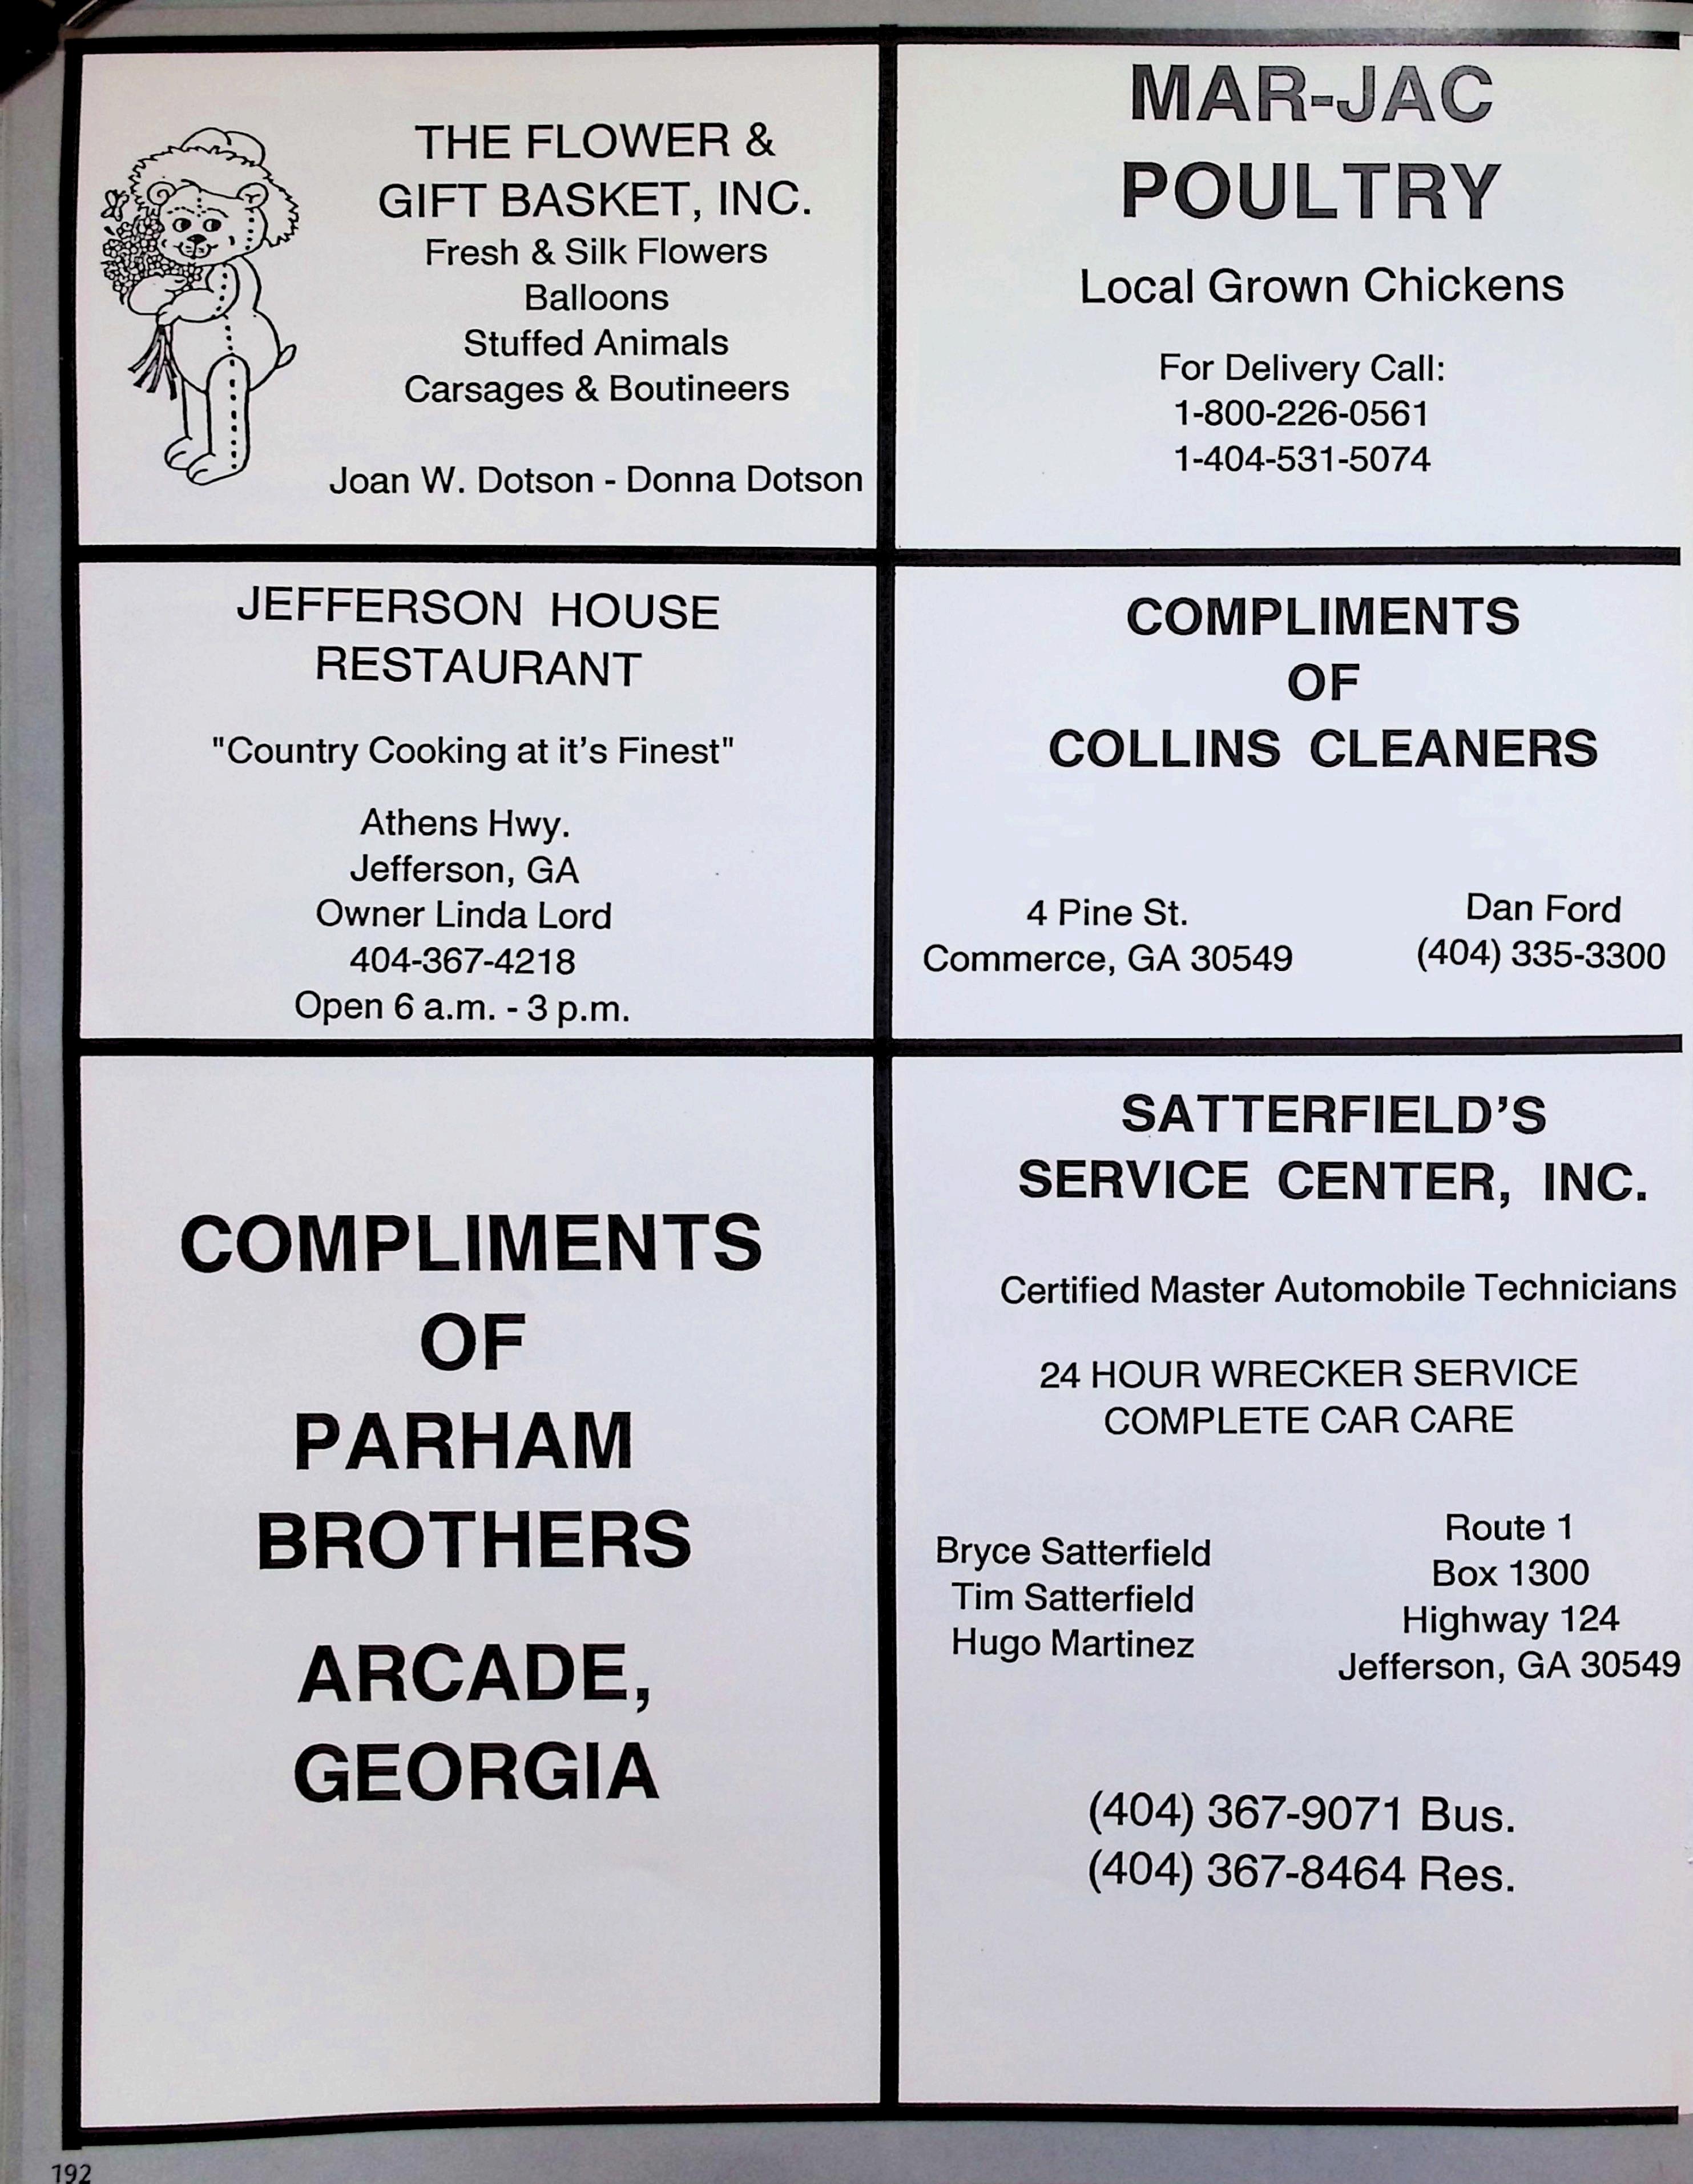 THE FLOWER &
GIFT BASKET, INC.
Fresh & Silk Flowers
Balloons
Stuffed Animals
Carsages & Boutineers
Joan W. Dotson - Donna Dotson
MAR-JAC
POULTRY
Local Grown Chickens
For Delivery Call:
1-800-226-0561
1-404-531-5074
JEFFERSON HOUSE
RESTAURANT
"Country Cooking at it's Finest"
Athens Hwy.
Jefferson, GA
Owner Linda Lord
404-367-4218
Open 6 a.m. - 3 p.m.
COMPLIMENTS
OF
COLLINS CLEANERS
4 Pine St.
Commerce, GA 30549
Dan Ford
(404) 335-3300
COMPLIMENTS
OF
PARHAM
BROTHERS
ARCADE,
GEORGIA
SATTERFIELD'S
SERVICE CENTER, INC.
Certified Master Automobile Technicians
24 HOUR WRECKER SERVICE
COMPLETE CAR CARE
Bryce Satterfield
Tim Satterfield
Hugo Martinez
Route 1
Box 1300
Highway 124
Jefferson, GA 30549
(404) 367-9071 Bus.
(404) 367-8464 Res.
192